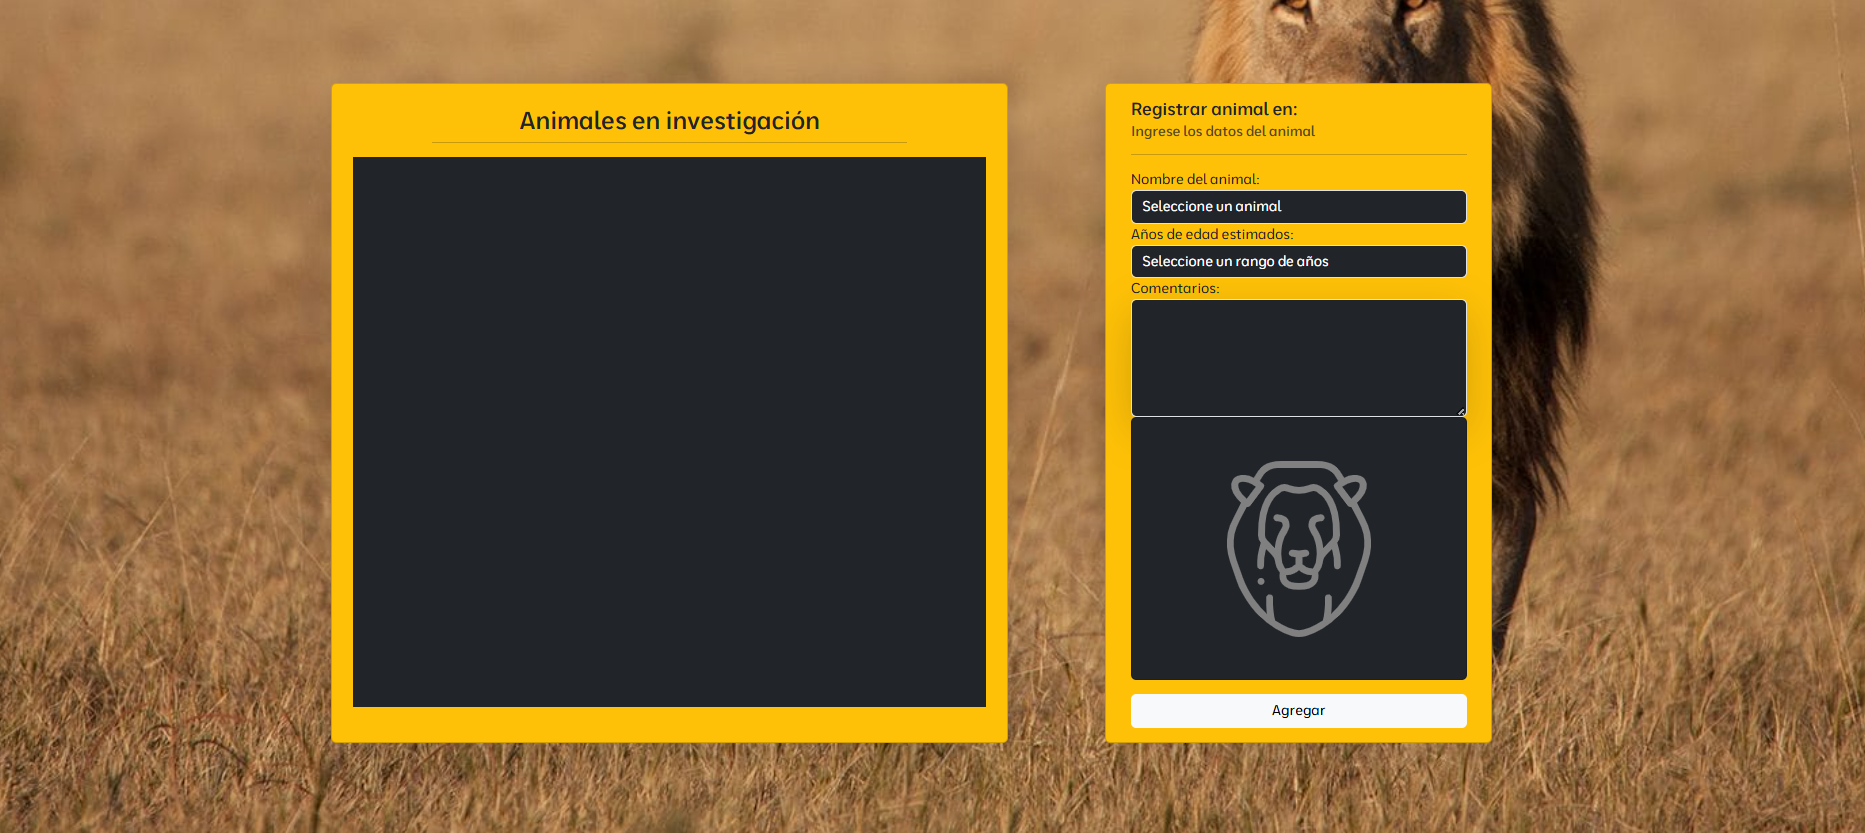 Animales en investigación
Registrar animal en:
Ingrese los datos del animal
Nombre del animal:
Seleccione un animal
Años de edad estimados:
Seleccione un rango de años
Comentarios:
Agregar